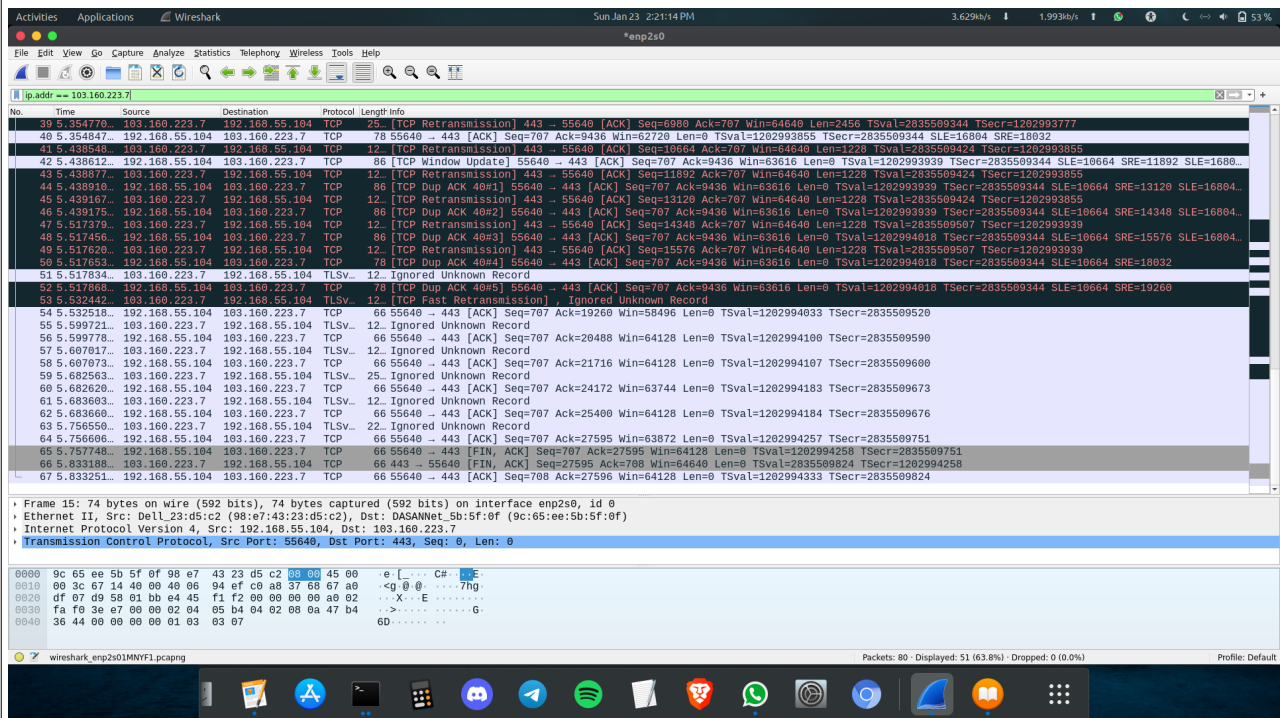 Activities Applications Wireshark Sun Jan 23 2:21:14 PM 3.629kb/s 1.993kb/s 53 %
*enp2s0
File Edit View Go Capture Analyze Statistics Telephony Wireless Tools Help
ip.addr == 103.160.223.7
No. Time Source Destination Protocol Length Info
39 5.354770… 103.160.223.7 192.168.55.104 TCP 25… [TCP Retransmission] 443 → 55640 [ACK] Seq=6980 Ack=707 Win=64640 Len=2456 TSval=2835509344 TSecr=1202993777
40 5.354847… 192.168.55.104 103.160.223.7 TCP 78 55640 → 443 [ACK] Seq=707 Ack=9436 Win=62720 Len=0 TSval=1202993855 TSecr=2835509344 SLE=16804 SRE=18032
41 5.438548… 103.160.223.7 192.168.55.104 TCP 12… [TCP Retransmission] 443 → 55640 [ACK] Seq=10664 Ack=707 Win=64640 Len=1228 TSval=2835509424 TSecr=1202993855
42 5.438612… 192.168.55.104 103.160.223.7 TCP 86 [TCP Window Update] 55640 → 443 [ACK] Seq=707 Ack=9436 Win=63616 Len=0 TSval=1202993939 TSecr=2835509344 SLE=10664 SRE=11892 SLE=1680…
43 5.438877… 103.160.223.7 192.168.55.104 TCP 12… [TCP Retransmission] 443 → 55640 [ACK] Seq=11892 Ack=707 Win=64640 Len=1228 TSval=2835509424 TSecr=1202993855
44 5.438910… 192.168.55.104 103.160.223.7 TCP 86 [TCP Dup ACK 40#1] 55640 → 443 [ACK] Seq=707 Ack=9436 Win=63616 Len=0 TSval=1202993939 TSecr=2835509344 SLE=10664 SRE=13120 SLE=16804…
45 5.439167… 103.160.223.7 192.168.55.104 TCP 12… [TCP Retransmission] 443 → 55640 [ACK] Seq=13120 Ack=707 Win=64640 Len=1228 TSval=2835509424 TSecr=1202993855
46 5.439175… 192.168.55.104 103.160.223.7 TCP 86 [TCP Dup ACK 40#2] 55640 → 443 [ACK] Seq=707 Ack=9436 Win=63616 Len=0 TSval=1202993939 TSecr=2835509344 SLE=10664 SRE=14348 SLE=16804…
47 5.517379… 103.160.223.7 192.168.55.104 TCP 12… [TCP Retransmission] 443 → 55640 [ACK] Seq=14348 Ack=707 Win=64640 Len=1228 TSval=2835509507 TSecr=1202993939
48 5.517456… 192.168.55.104 103.160.223.7 TCP 86 [TCP Dup ACK 40#3] 55640 → 443 [ACK] Seq=707 Ack=9436 Win=63616 Len=0 TSval=1202994018 TSecr=2835509344 SLE=10664 SRE=15576 SLE=16804…
49 5.517620… 103.160.223.7 192.168.55.104 TCP 12… [TCP Retransmission] 443 → 55640 [ACK] Seq=15576 Ack=707 Win=64640 Len=1228 TSval=2835509507 TSecr=1202993939
50 5.517653… 192.168.55.104 103.160.223.7 TCP 78 [TCP Dup ACK 40#4] 55640 → 443 [ACK] Seq=707 Ack=9436 Win=63616 Len=0 TSval=1202994018 TSecr=2835509344 SLE=10664 SRE=18032
51 5.517834… 103.160.223.7 192.168.55.104 TLSv… 12… Ignored Unknown Record
52 5.517868… 192.168.55.104 103.160.223.7 TCP 78 [TCP Dup ACK 40#5] 55640 → 443 [ACK] Seq=707 Ack=9436 Win=63616 Len=0 TSval=1202994018 TSecr=2835509344 SLE=10664 SRE=19260
53 5.532442… 103.160.223.7 192.168.55.104 TLSv… 12… [TCP Fast Retransmission] , Ignored Unknown Record
54 5.532518… 192.168.55.104 103.160.223.7 TCP 66 55640 → 443 [ACK] Seq=707 Ack=19260 Win=58496 Len=0 TSval=1202994033 TSecr=2835509520
55 5.599721… 103.160.223.7 192.168.55.104 TLSv… 12… Ignored Unknown Record
56 5.599778… 192.168.55.104 103.160.223.7 TCP 66 55640 → 443 [ACK] Seq=707 Ack=20488 Win=64128 Len=0 TSval=1202994100 TSecr=2835509590
57 5.607017… 103.160.223.7 192.168.55.104 TLSv… 12… Ignored Unknown Record
58 5.607073… 192.168.55.104 103.160.223.7 TCP 66 55640 → 443 [ACK] Seq=707 Ack=21716 Win=64128 Len=0 TSval=1202994107 TSecr=2835509600
59 5.682563… 103.160.223.7 192.168.55.104 TLSv… 25… Ignored Unknown Record
60 5.682620… 192.168.55.104 103.160.223.7 TCP 66 55640 → 443 [ACK] Seq=707 Ack=24172 Win=63744 Len=0 TSval=1202994183 TSecr=2835509673
61 5.683603… 103.160.223.7 192.168.55.104 TLSv… 12… Ignored Unknown Record
62 5.683660… 192.168.55.104 103.160.223.7 TCP 66 55640 → 443 [ACK] Seq=707 Ack=25400 Win=64128 Len=0 TSval=1202994184 TSecr=2835509676
63 5.756550… 103.160.223.7 192.168.55.104 TLSv… 22… Ignored Unknown Record
64 5.756606… 192.168.55.104 103.160.223.7 TCP 66 55640 → 443 [ACK] Seq=707 Ack=27595 Win=63872 Len=0 TSval=1202994257 TSecr=2835509751
65 5.757748… 192.168.55.104 103.160.223.7 TCP 66 55640 → 443 [FIN, ACK] Seq=707 Ack=27595 Win=64128 Len=0 TSval=1202994258 TSecr=2835509751
66 5.833188… 103.160.223.7 192.168.55.104 TCP 66 443 → 55640 [FIN, ACK] Seq=27595 Ack=708 Win=64640 Len=0 TSval=2835509824 TSecr=1202994258
67 5.833251… 192.168.55.104 103.160.223.7 TCP 66 55640 → 443 [ACK] Seq=708 Ack=27596 Win=64128 Len=0 TSval=1202994333 TSecr=2835509824
Frame 15: 74 bytes on wire (592 bits), 74 bytes captured (592 bits) on interface enp2s0, id 0
Ethernet II, Src: Dell_23:d5:c2 (98:e7:43:23:d5:c2), Dst: DASANNet_5b:5f:0f (9c:65:ee:5b:5f:0f)
Internet Protocol Version 4, Src: 192.168.55.104, Dst: 103.160.223.7
Transmission Control Protocol, Src Port: 55640, Dst Port: 443, Seq: 0, Len: 0
0000 9c 65 ee 5b 5f 0f 98 e7 43 23 d5 c2 08 00 45 00 ·e·[_··· C#····E·
0010 00 3c 67 14 40 00 40 06 94 ef c0 a8 37 68 67 a0 ·<g·@·@· ····7hg·
0020 df 07 d9 58 01 bb e4 45 f1 f2 00 00 00 00 a0 02 ···X···E ········
0030 fa f0 3e e7 00 00 02 04 05 b4 04 02 08 0a 47 b4 ··>····· ······G·
0040 36 44 00 00 00 00 01 03 03 07 6D······ ··
wireshark_enp2s01MNYF1.pcapng Packets: 80 · Displayed: 51 (63.8%) · Dropped: 0 (0.0%) Profile: Default